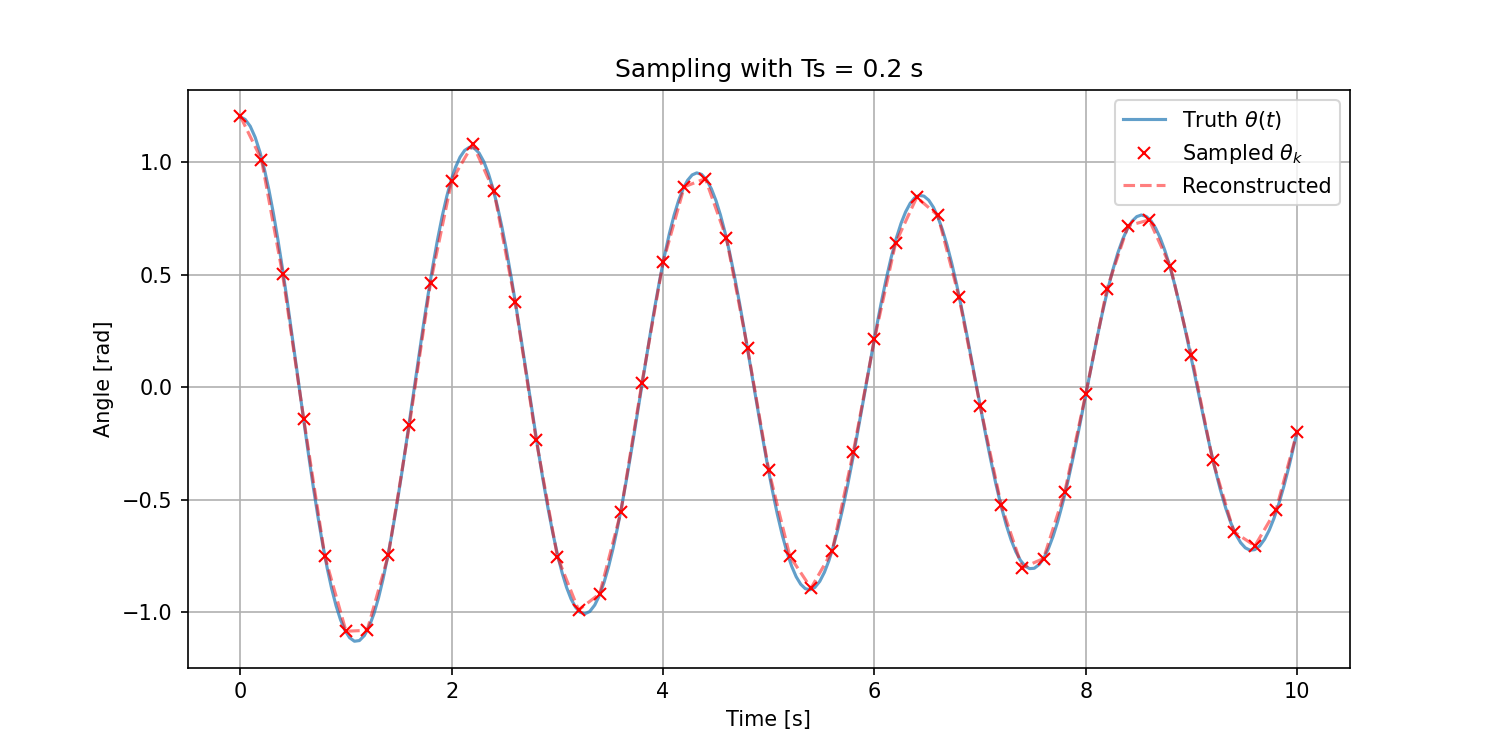 Sampling with Ts = 0.2 s
Truth θ(t)
Sampled θk
Reconstructed
1.0
0.5
0.0
−0.5
−1.0
Angle [rad]
0 2 4 6 8 10
Time [s]